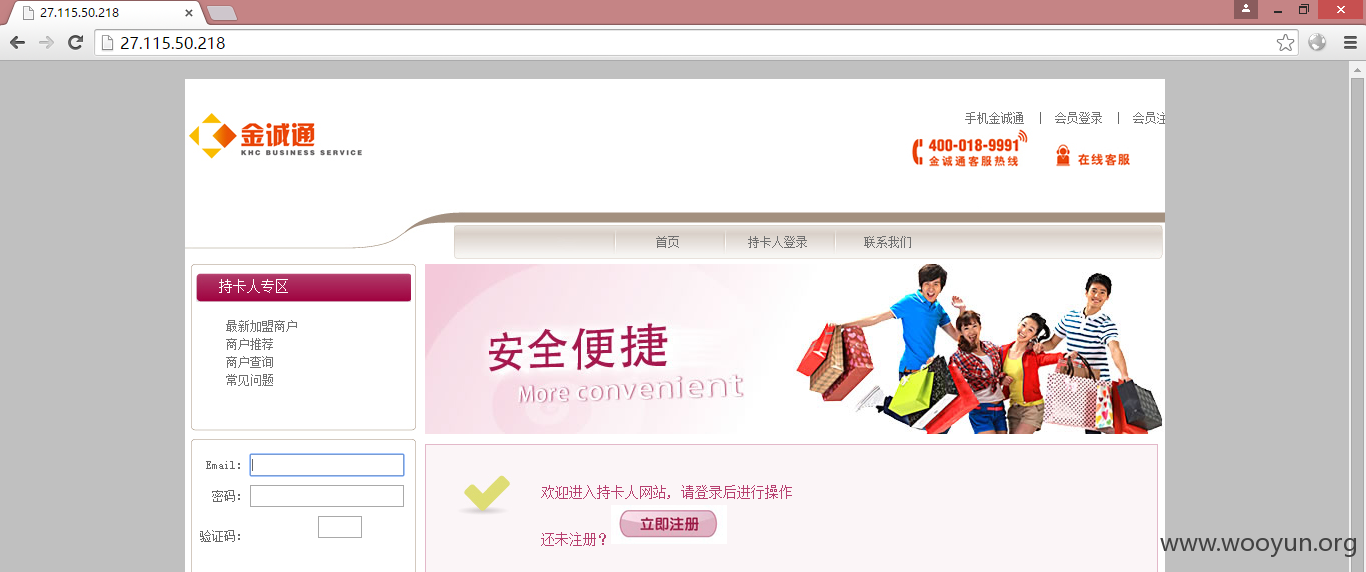 27.115.50.218
27.115.50.218
金诚通
KHC BUSINESS SERVICE
手机金诚通 | 会员登录 | 会员注
400-018-9991
金诚通客服热线
在线客服
首页 持卡人登录 联系我们
持卡人专区
最新加盟商户
商户推荐
商户查询
常见问题
安全便捷
More convenient
Email:
密码:
验证码:
欢迎进入持卡人网站, 请登录后进行操作
还未注册? 立即注册
www.wooyun.org